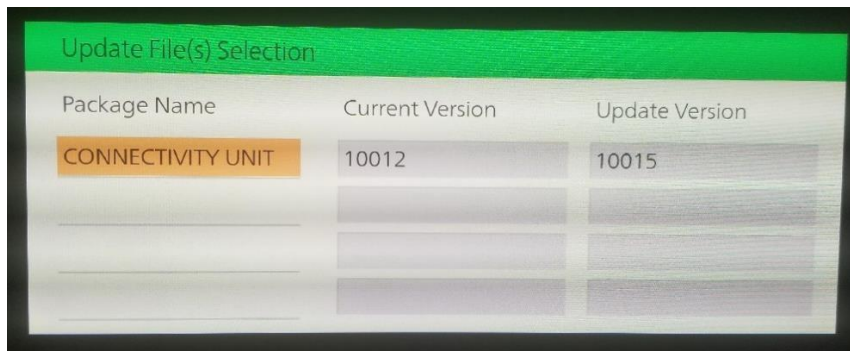 Update File(s) Selection
Package Name Current Version Update Version
CONNECTIVITY UNIT 10012 10015